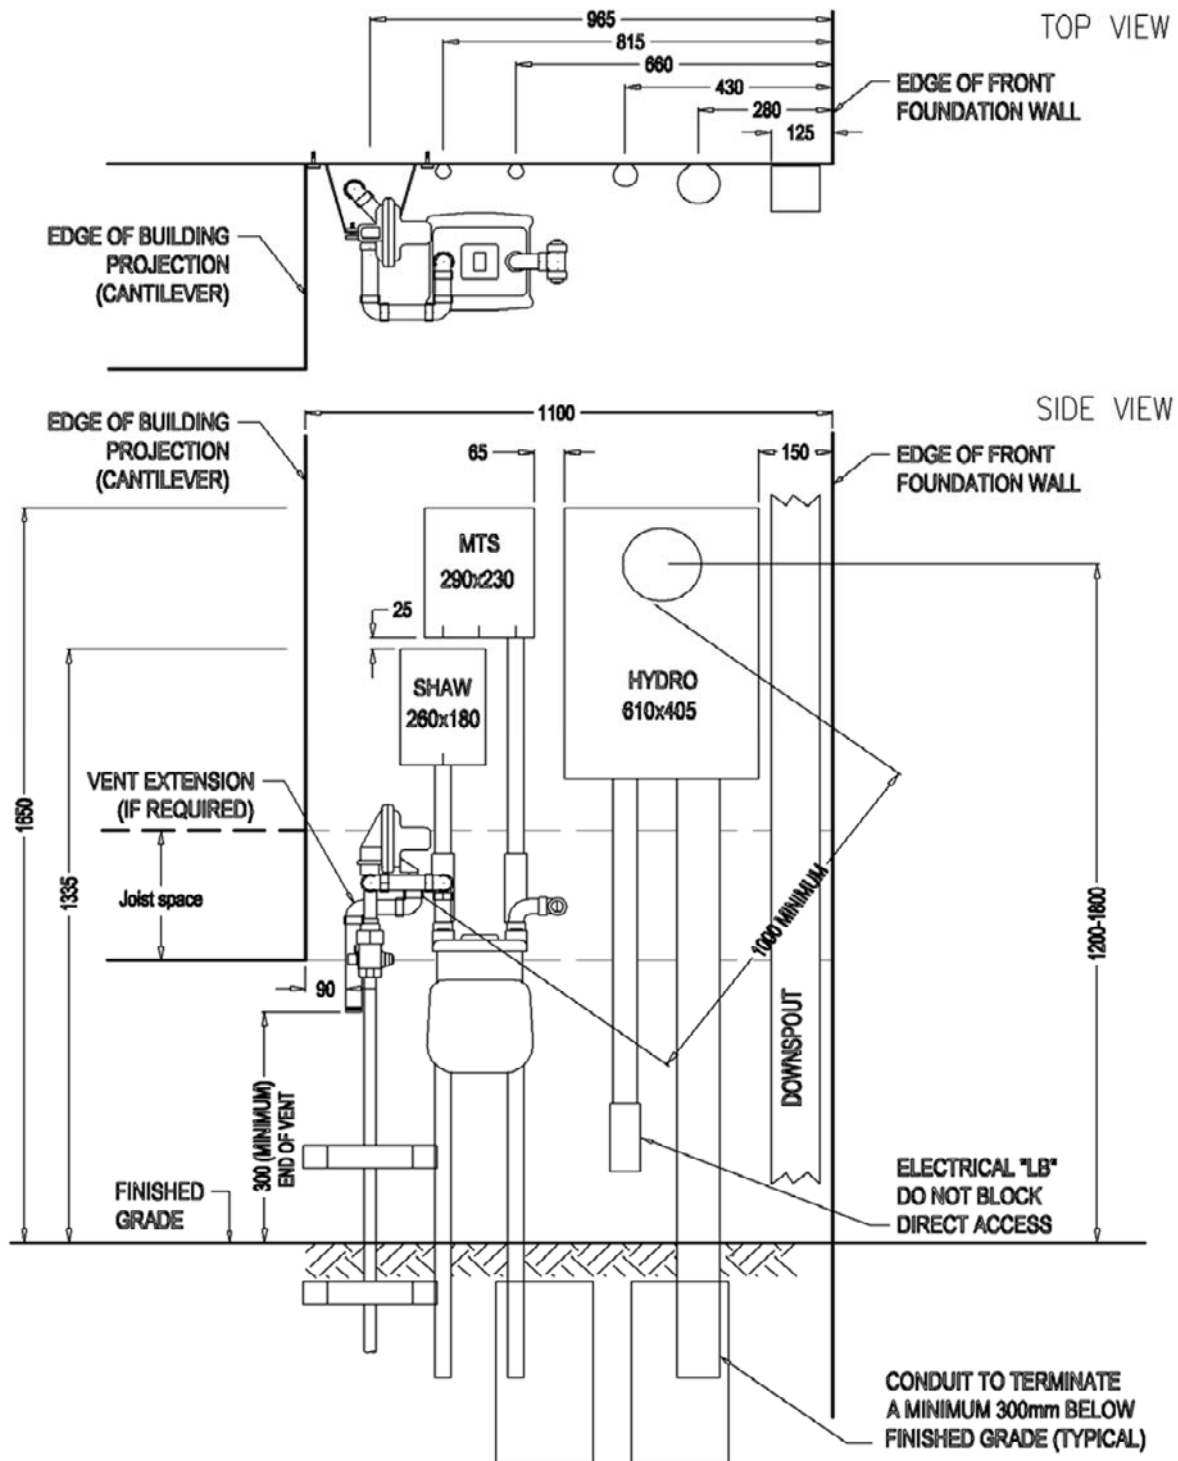 965
TOP VIEW
815
660
430
EDGE OF FRONT
FOUNDATION WALL
280
125
EDGE OF BUILDING
PROJECTION
(CANTILEVER)
1100
SIDE VIEW
EDGE OF BUILDING
PROJECTION
(CANTILEVER)
65
150
EDGE OF FRONT
FOUNDATION WALL
MTS
290x230
25
SHAW
260x180
HYDRO
610x405
VENT EXTENSION
(IF REQUIRED)
1650
1335
Joist space
1000 MINIMUM
1200-1800
90
DOWNSPOUT
300 (MINIMUM)
END OF VENT
FINISHED
GRADE
ELECTRICAL "LB"
DO NOT BLOCK
DIRECT ACCESS
CONDUIT TO TERMINATE
A MINIMUM 300mm BELOW
FINISHED GRADE (TYPICAL)